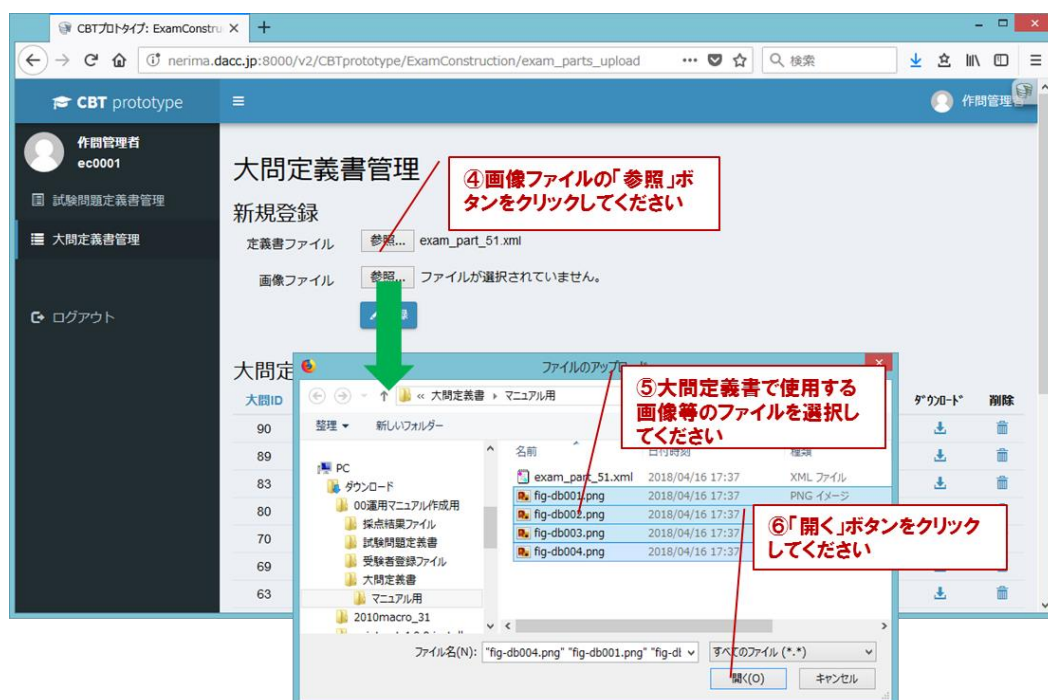 CBTプロトタイプ: ExamConstru
nerima.dacc.jp:8000/v2/CBTprototype/ExamConstruction/exam_parts_upload
検索
CBT prototype
作問管理者
作問管理者
ec0001
試験問題定義書管理
大問定義書管理
ログアウト
大問定義書管理
④画像ファイルの「参照」ボ
タンをクリックしてください
新規登録
定義書ファイル 参照... exam_part_51.xml
画像ファイル 参照... ファイルが選択されていません。
大問定
大問ID
ダウンロード 削除
90
89
83
80
70
69
63
ファイルのアップロード
⑤大問定義書で使用する
画像等のファイルを選択し
てください
« 大問定義書 マニュアル用
整理 新しいフォルダー
名前 日付時刻 種類
PC
ダウンロード
00運用マニュアル作成用
採点結果ファイル
試験問題定義書
受験者登録ファイル
大問定義書
マニュアル用
2010macro_31
exam_part_51.xml 2018/04/16 17:37 XML ファイル
fig-db001.png 2018/04/16 17:37 PNG イメージ
fig-db002.png 2018/04/16 17:37
fig-db003.png 2018/04/16 17:37
fig-db004.png 2018/04/16 17:37
⑥「開く」ボタンをクリック
してください
ファイル名(N): "fig-db004.png" "fig-db001.png" "fig-dl
すべてのファイル (*.*)
開く(O) キャンセル